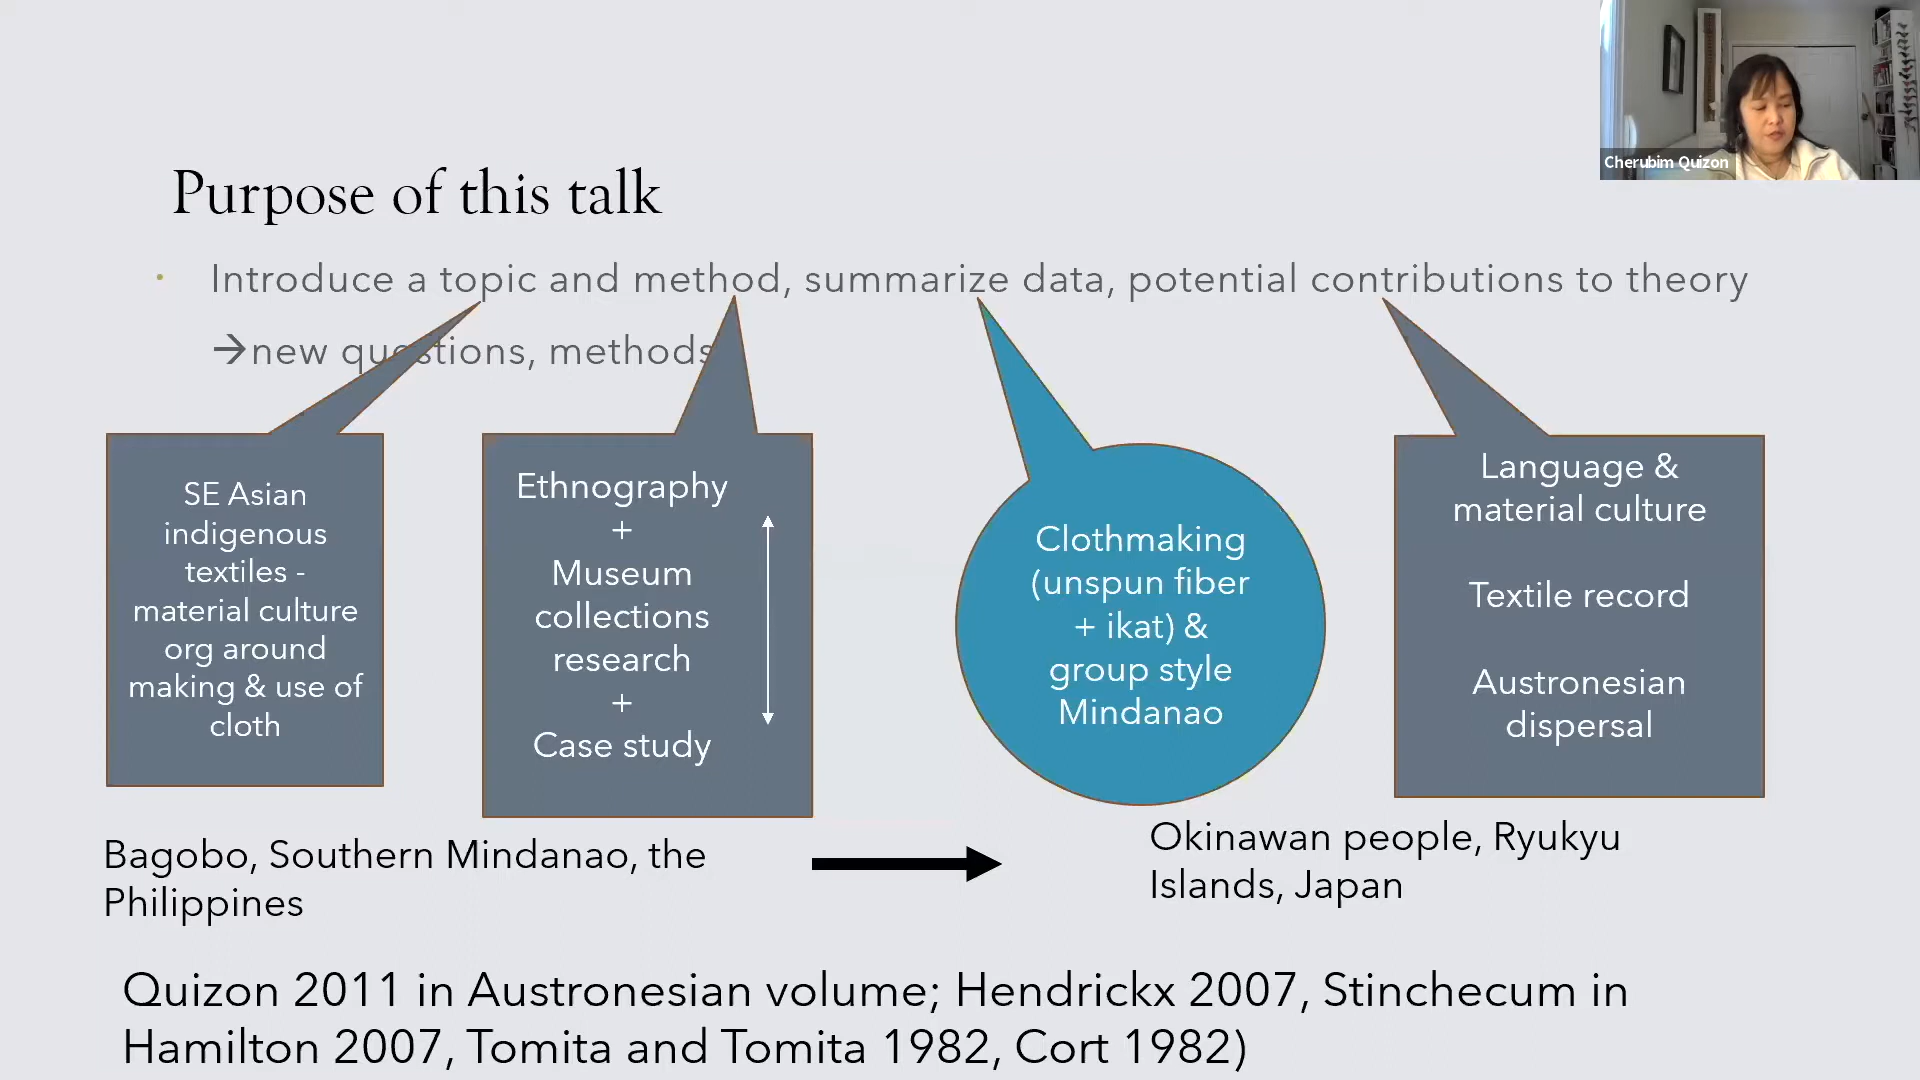 Cherubim Quizon
Purpose of this talk
• Introduce a topic and method, summarize data, potential contributions to theory
→new questions, methods
SE Asian
indigenous
textiles -
material culture
org around
making & use of
cloth
Ethnography
+
Museum
collections
research
+
Case study
Clothmaking
(unspun fiber
+ ikat) &
group style
Mindanao
Language &
material culture
Textile record
Austronesian
dispersal
Bagobo, Southern Mindanao, the
Philippines
Okinawan people, Ryukyu
Islands, Japan
Quizon 2011 in Austronesian volume; Hendrickx 2007, Stinchecum in
Hamilton 2007, Tomita and Tomita 1982, Cort 1982)